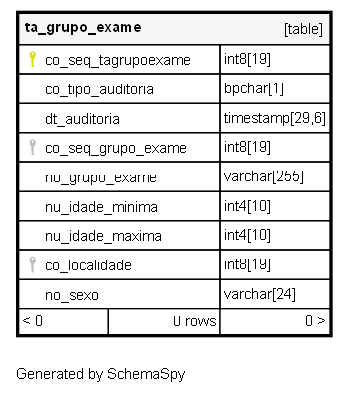 ta_grupo_exame [table]
co_seq_tagrupoexame int8[19]
co_tipo_auditoria bpchar[1]
dt_auditoria timestamp[29,6]
co_seq_grupo_exame int8[19]
no_grupo_exame varchar[255]
nu_idade_minima int4[10]
nu_idade_maxima int4[10]
co_localidade int8[19]
no_sexo varchar[24]
< 0 0 rows 0 >
Generated by SchemaSpy